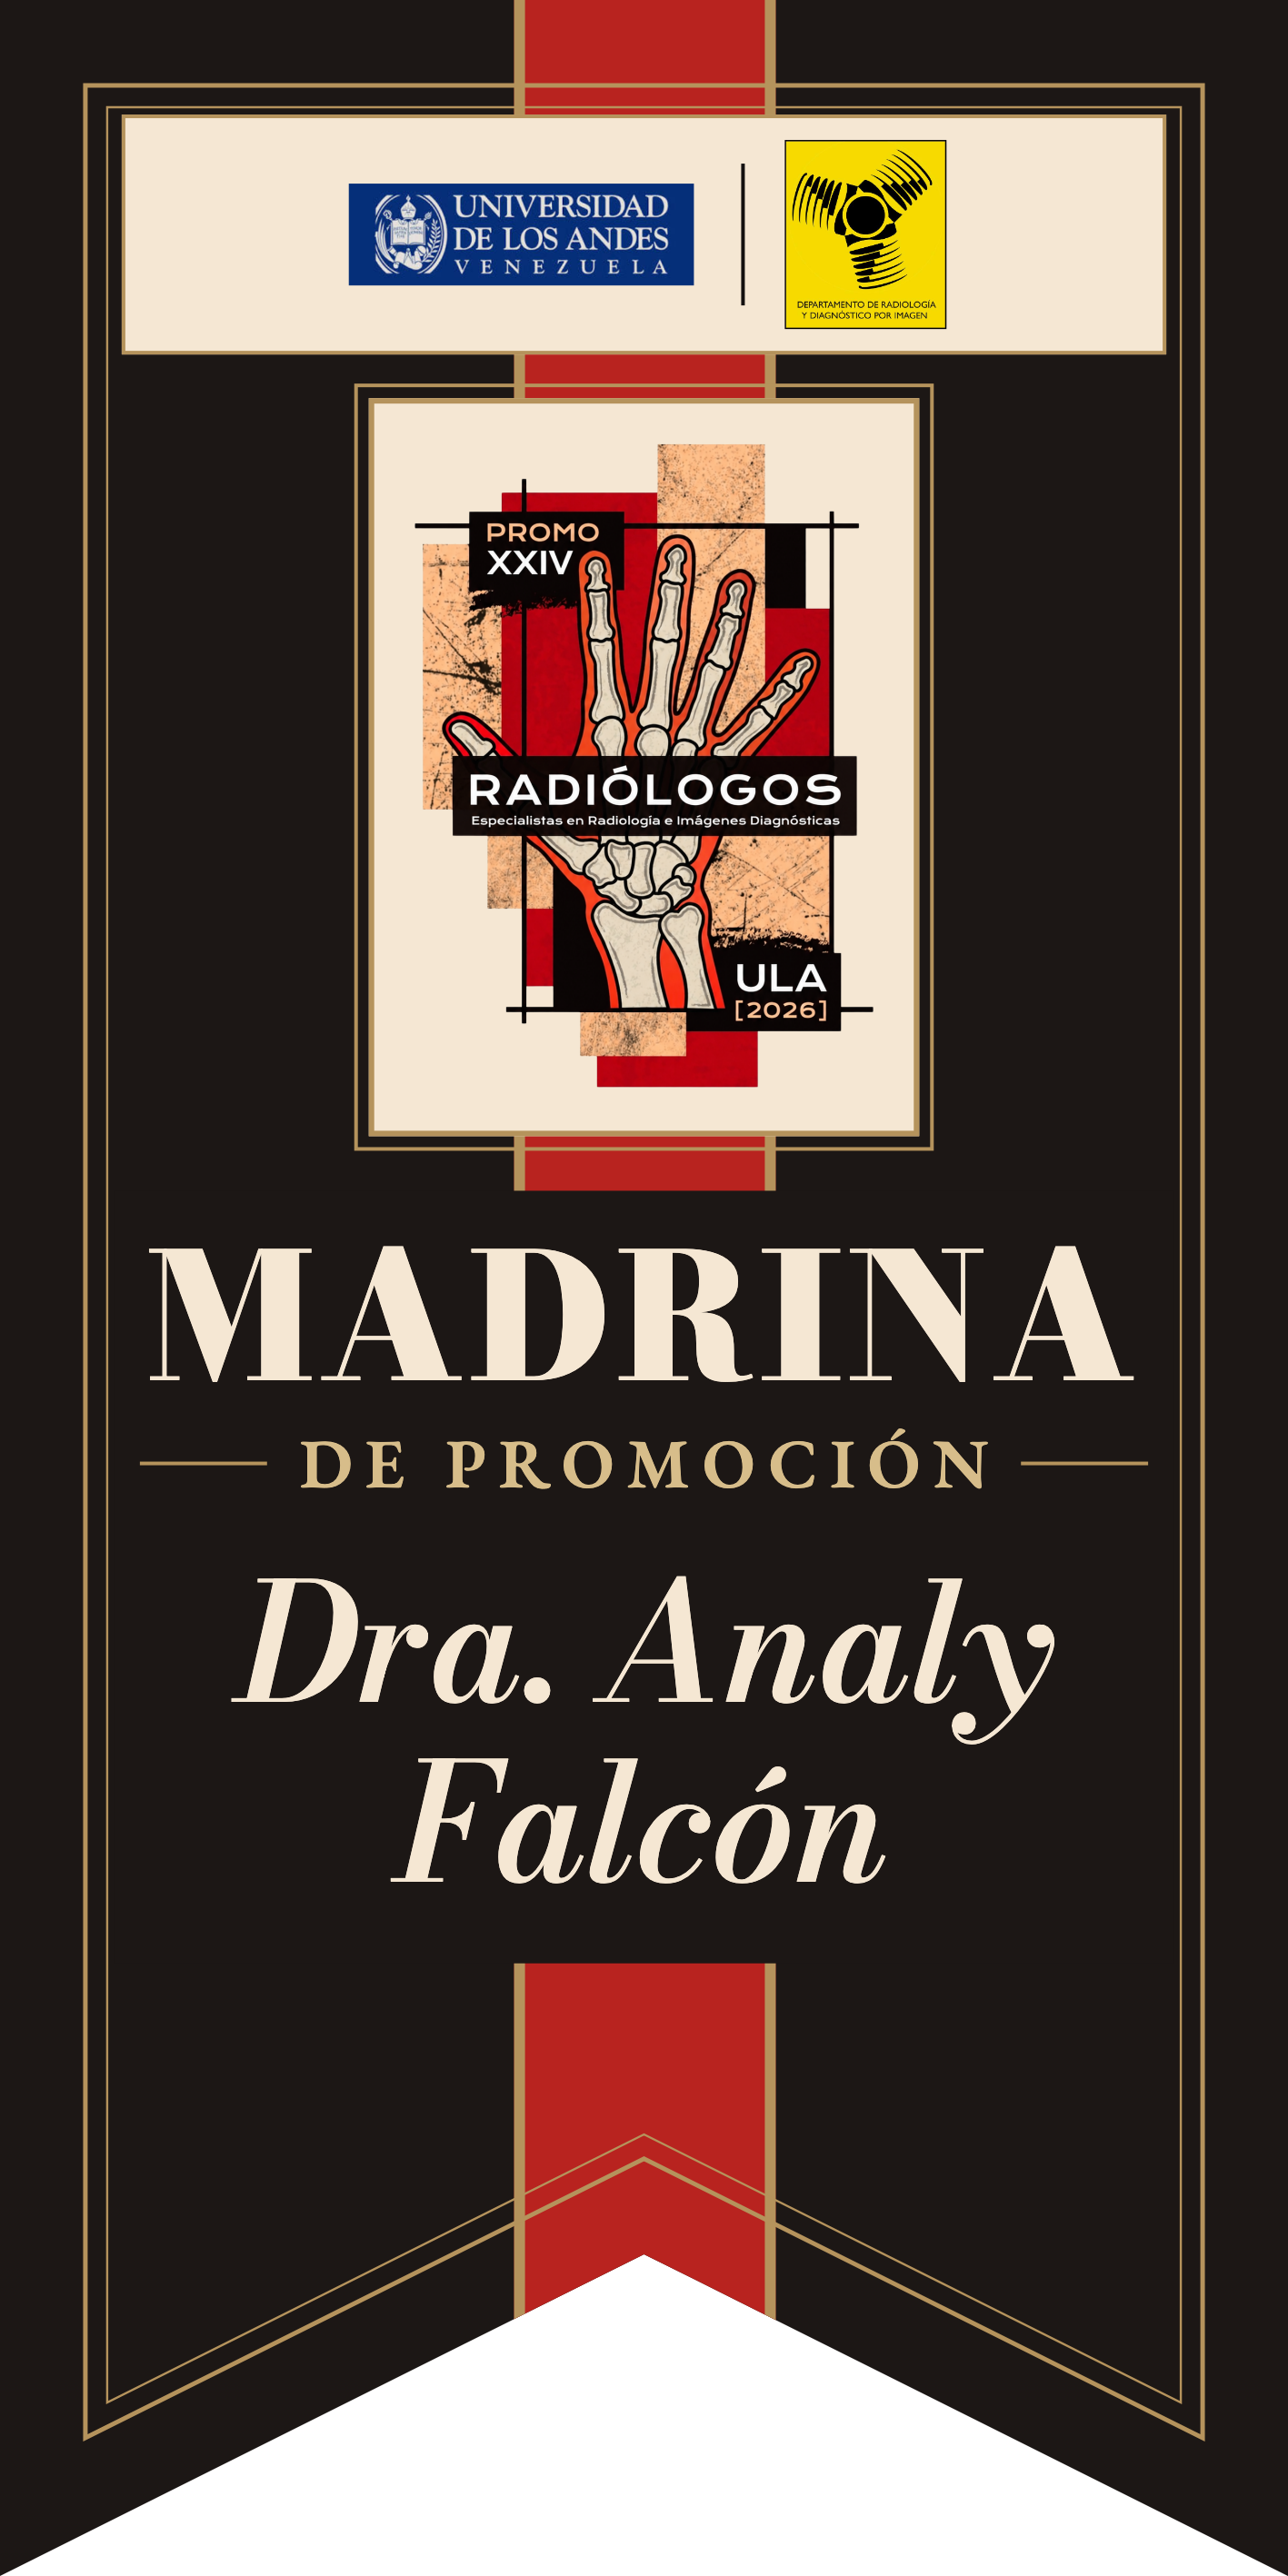 UNIVERSIDAD
DE LOS ANDES
VENEZUELA
DEPARTAMENTO DE RADIOLOGÍA
Y DIAGNÓSTICO POR IMAGEN
PROMO
XXIV
RADIÓLOGOS
Especialistas en Radiología e Imágenes Diagnósticas
ULA
[2026]
MADRINA
DE PROMOCIÓN
Dra. Analy
Falcón